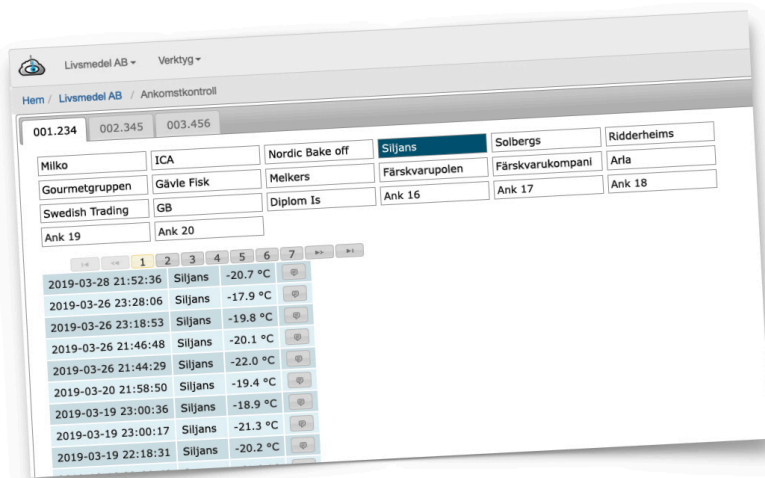 Livsmedel AB Verktyg
Hem / Livsmedel AB / Ankomstkontroll
001.234 002.345 003.456
Milko ICA Nordic Bake off Siljans Solbergs Ridderheims
Gourmetgruppen Gävle Fisk Melkers Färskvarupolen Färskvarukompani Arla
Swedish Trading GB Diplom Is Ank 16 Ank 17 Ank 18
Ank 19 Ank 20
1 2 3 4 5 6 7
2019-03-28 21:52:36 Siljans -20.7 °C
2019-03-26 23:28:06 Siljans -17.9 °C
2019-03-26 23:18:53 Siljans -19.8 °C
2019-03-26 21:46:48 Siljans -20.1 °C
2019-03-26 21:44:29 Siljans -22.0 °C
2019-03-20 21:58:50 Siljans -19.4 °C
2019-03-19 23:00:36 Siljans -18.9 °C
2019-03-19 23:00:17 Siljans -21.3 °C
2019-03-19 22:18:31 Siljans -20.2 °C